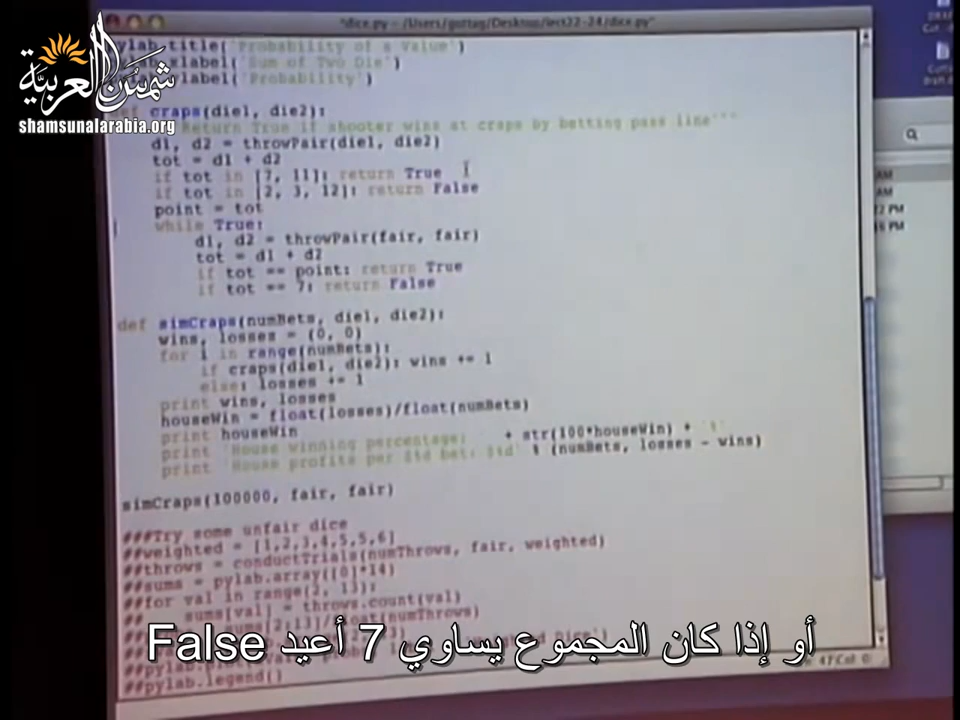 *dice.py - /Users/guttag/Desktop/lect22-24/dice.py*
شمس العربية
shamsunalarabia.org
pylab.title('Probability of a Value')
xlabel('Sum of Two Die')
ylabel('Probability')
def craps(die1, die2):
Return True if shooter wins at craps by betting pass line'''
d1, d2 = throwPair(die1, die2)
tot = d1 + d2
if tot in [7, 11]: return True
if tot in [2, 3, 12]: return False
point = tot
while True:
d1, d2 = throwPair(fair, fair)
tot = d1 + d2
if tot == point: return True
if tot == 7: return False
def simCraps(numBets, die1, die2):
wins, losses = (0, 0)
for i in range(numBets):
if craps(die1, die2): wins += 1
else: losses += 1
print wins, losses
houseWin = float(losses)/float(numBets)
print houseWin
print 'House winning percentage: ' + str(100*houseWin) + '%'
print 'House profits per $%d bet: $%d' % (numBets, losses - wins)
simCraps(100000, fair, fair)
###Try some unfair dice
##weighted = [1,2,3,4,5,5,6]
##throws = conductTrials(numThrows, fair, weighted)
##sums = pylab.array([0]*14)
##for val in range(2, 13):
## sums[val] = throws.count(val)
أو إذا كان المجموع يساوي 7 أعيد False
##pylab.legend()